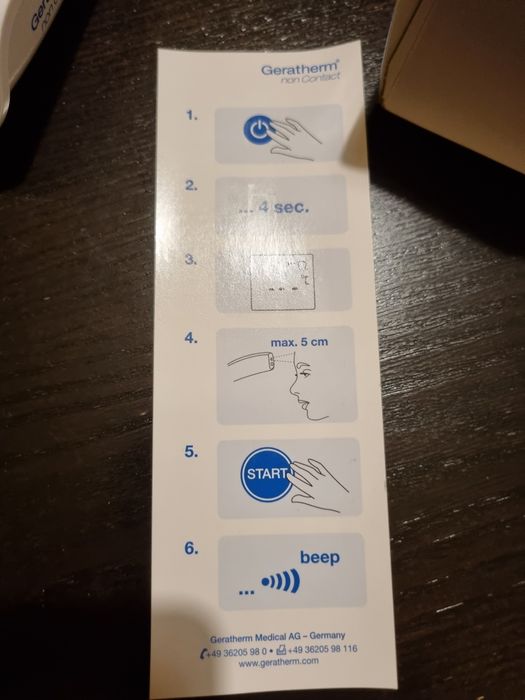 Geratherm®
non Contact
1.
2.
... 4 sec.
3.
°C
4.
max. 5 cm
5.
START
6.
beep
...
Geratherm Medical AG – Germany
+49 36205 98 0 • +49 36205 98 116
www.geratherm.com